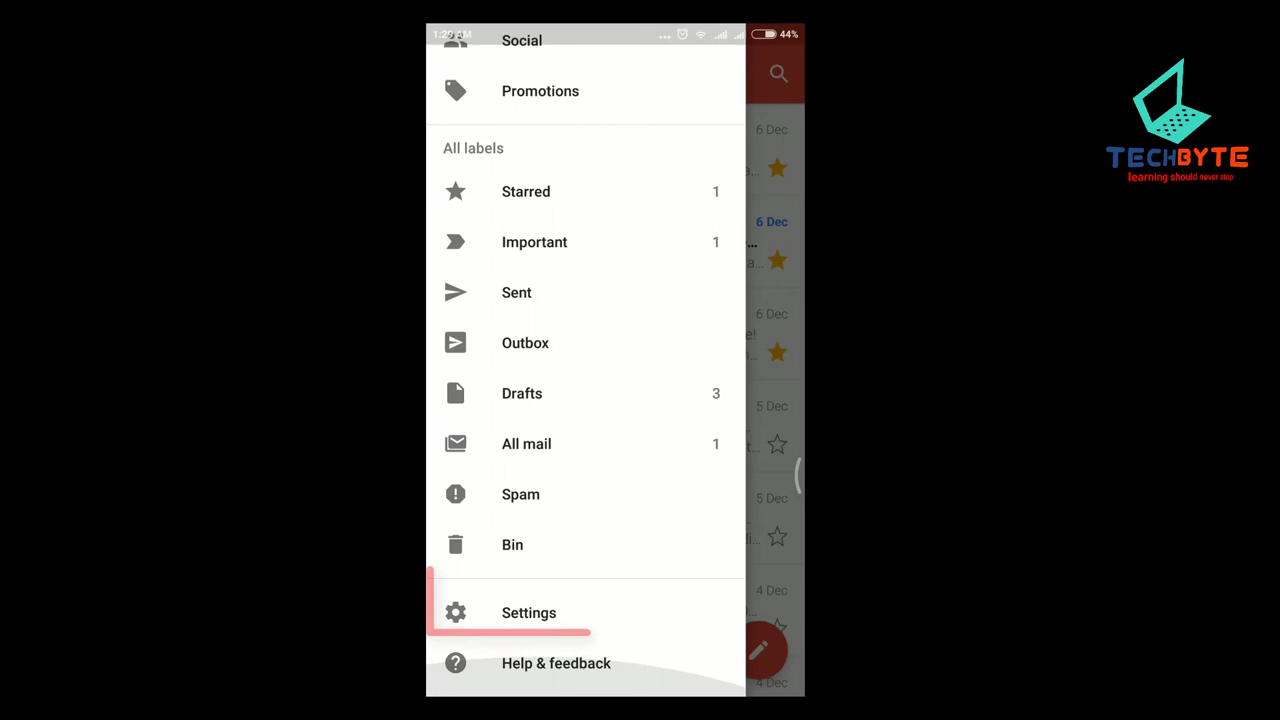 1:29 AM
44%
Social
Promotions
6 Dec
All labels
Starred 1
6 Dec
Important 1
Sent
6 Dec
Outbox
Drafts 3
5 Dec
All mail 1
Spam
5 Dec
Bin
4 Dec
Settings
Help & feedback
4 Dec
TECHBYTE
learning should never stop